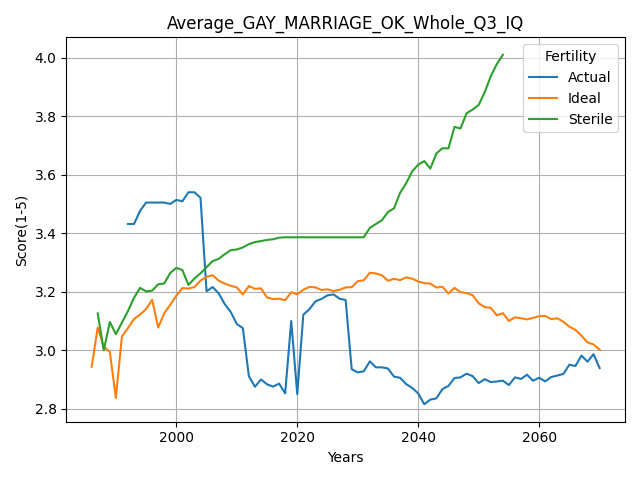 Average_GAY_MARRIAGE_OK_Whole_Q3_IQ
Fertility
Actual
Ideal
Sterile
Score(1-5)
4.0
3.8
3.6
3.4
3.2
3.0
2.8
2000
2020
2040
2060
Years